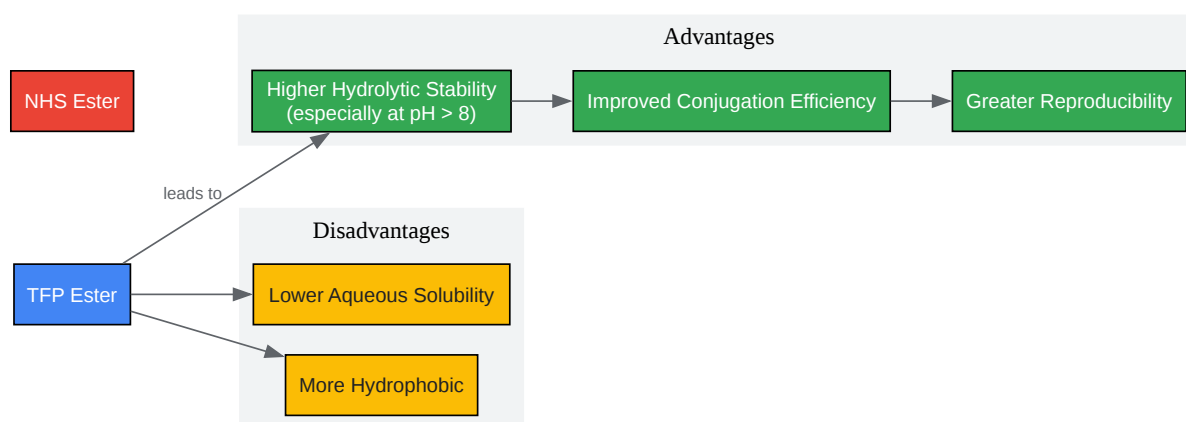 Advantages
NHS Ester
Higher Hydrolytic Stability
(especially at pH > 8)
Improved Conjugation Efficiency
Greater Reproducibility
leads to
Disadvantages
TFP Ester
Lower Aqueous Solubility
More Hydrophobic